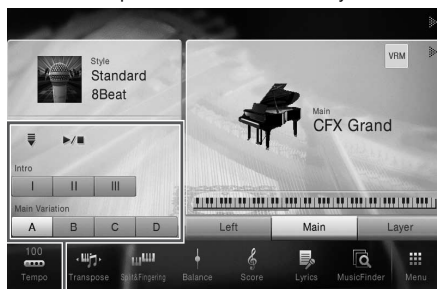 Style
Standard
8Beat
VRM
Main
CFX Grand
Intro
I II III
Main Variation
A B C D
Left Main Layer
100
Tempo
Transpose
Split&Fingering
Balance
Score
Lyrics
MusicFinder
Menu